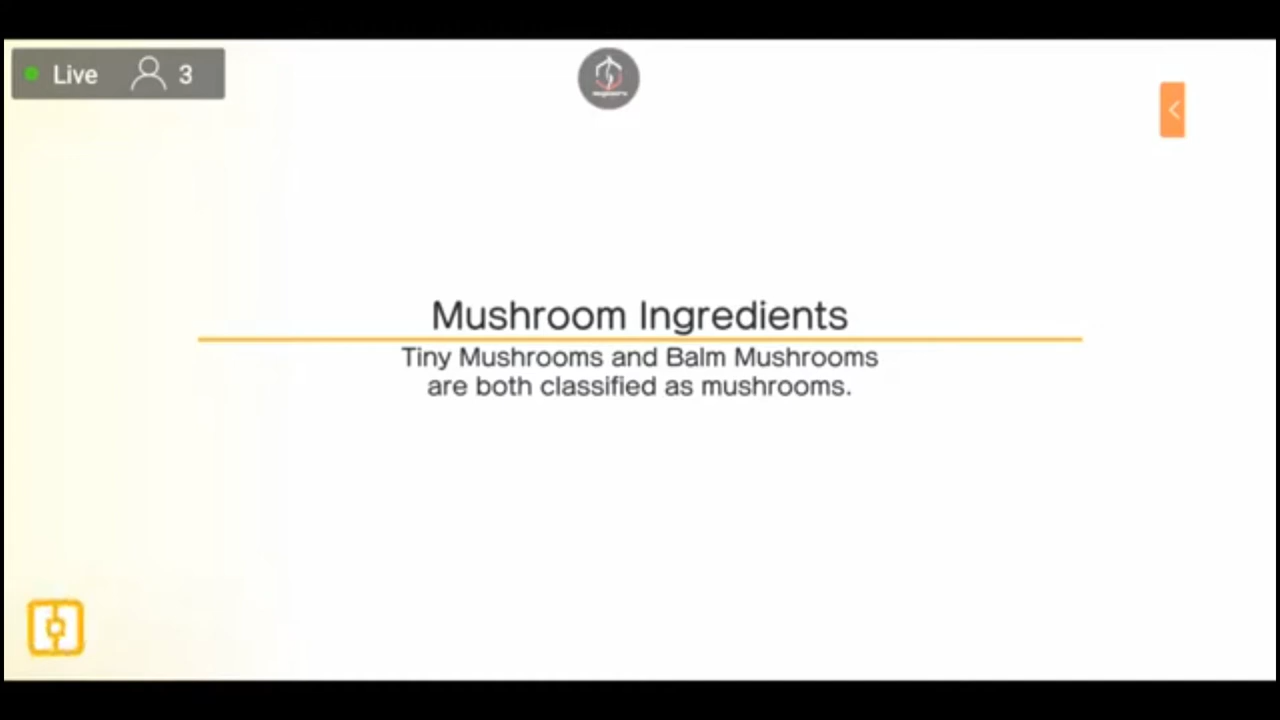 Live 3
Mushroom Ingredients
Tiny Mushrooms and Balm Mushrooms
are both classified as mushrooms.